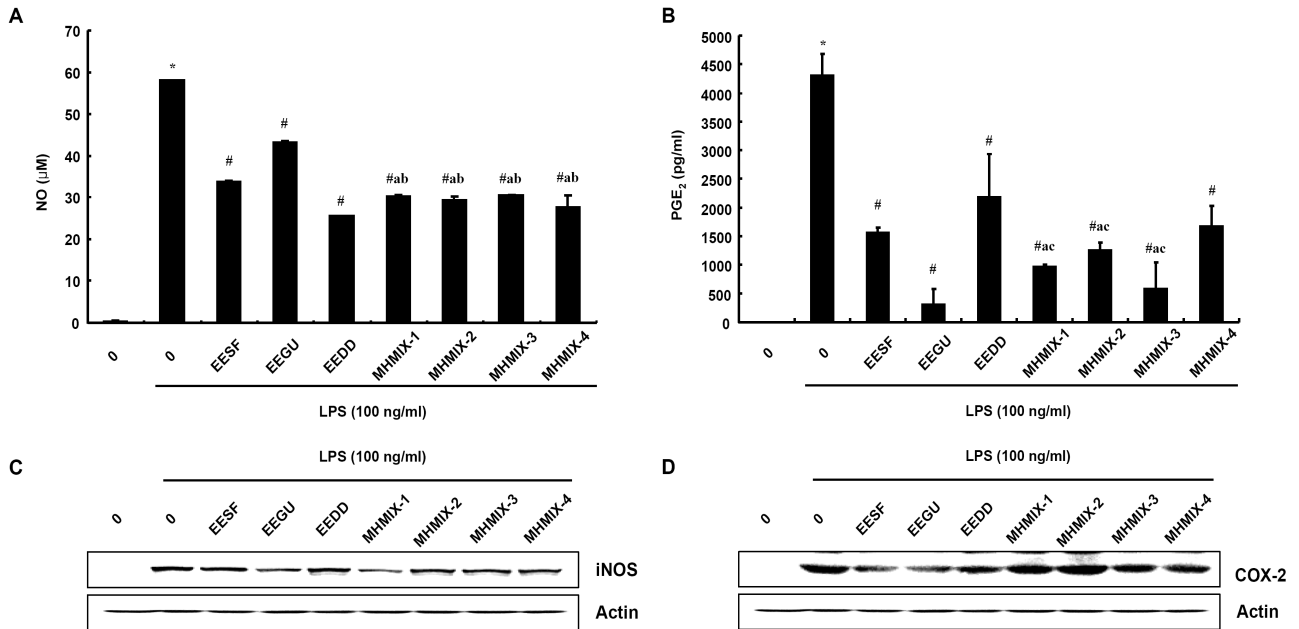 A
NO (μM)
70
60
50
40
30
20
10
0
*
#
#
#
#ab
#ab
#ab
#ab
0
0
EESF
EEGU
EEDD
MHMIX-1
MHMIX-2
MHMIX-3
MHMIX-4
LPS (100 ng/ml)
B
PGE2 (pg/ml)
5000
4500
4000
3500
3000
2500
2000
1500
1000
500
0
*
#
#
#
#ac
#ac
#ac
#
0
0
EESF
EEGU
EEDD
MHMIX-1
MHMIX-2
MHMIX-3
MHMIX-4
LPS (100 ng/ml)
C
LPS (100 ng/ml)
0
0
EESF
EEGU
EEDD
MHMIX-1
MHMIX-2
MHMIX-3
MHMIX-4
iNOS
Actin
D
LPS (100 ng/ml)
0
0
EESF
EEGU
EEDD
MHMIX-1
MHMIX-2
MHMIX-3
MHMIX-4
COX-2
Actin